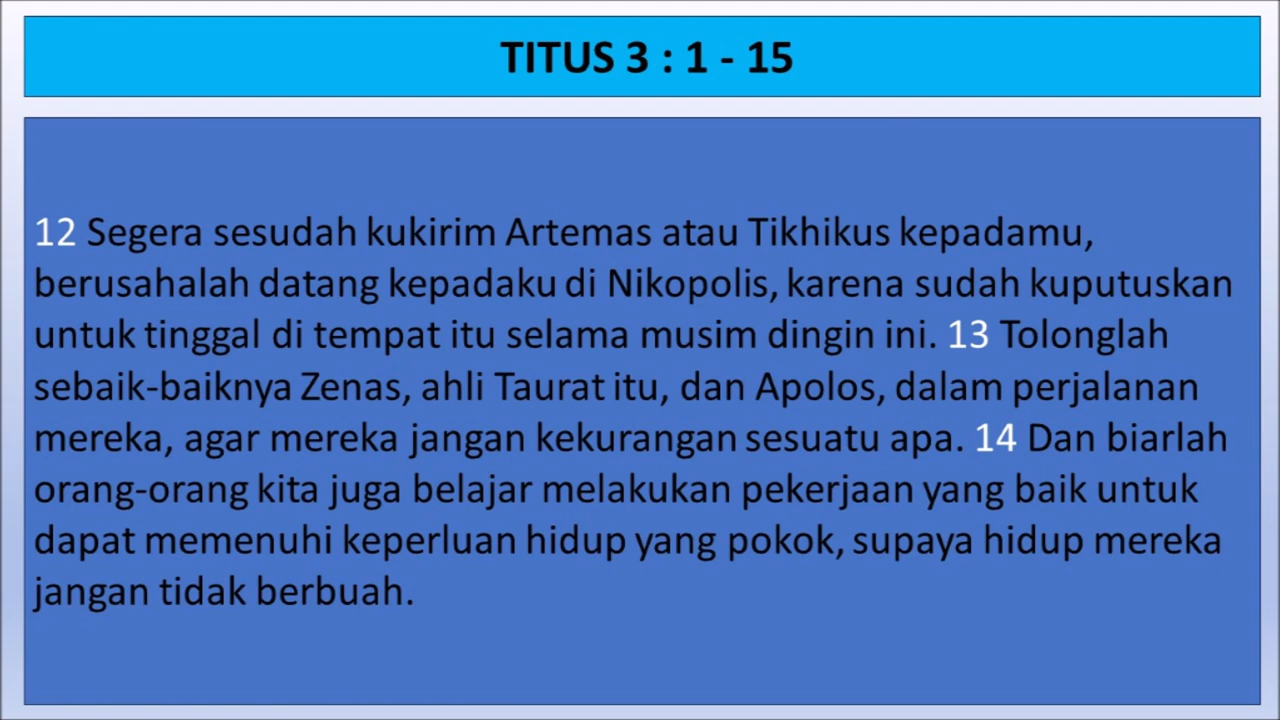 TITUS 3 : 1 - 15
12 Segera sesudah kukirim Artemas atau Tikhikus kepadamu,
berusahalah datang kepadaku di Nikopolis, karena sudah kuputuskan
untuk tinggal di tempat itu selama musim dingin ini. 13 Tolonglah
sebaik-baiknya Zenas, ahli Taurat itu, dan Apolos, dalam perjalanan
mereka, agar mereka jangan kekurangan sesuatu apa. 14 Dan biarlah
orang-orang kita juga belajar melakukan pekerjaan yang baik untuk
dapat memenuhi keperluan hidup yang pokok, supaya hidup mereka
jangan tidak berbuah.